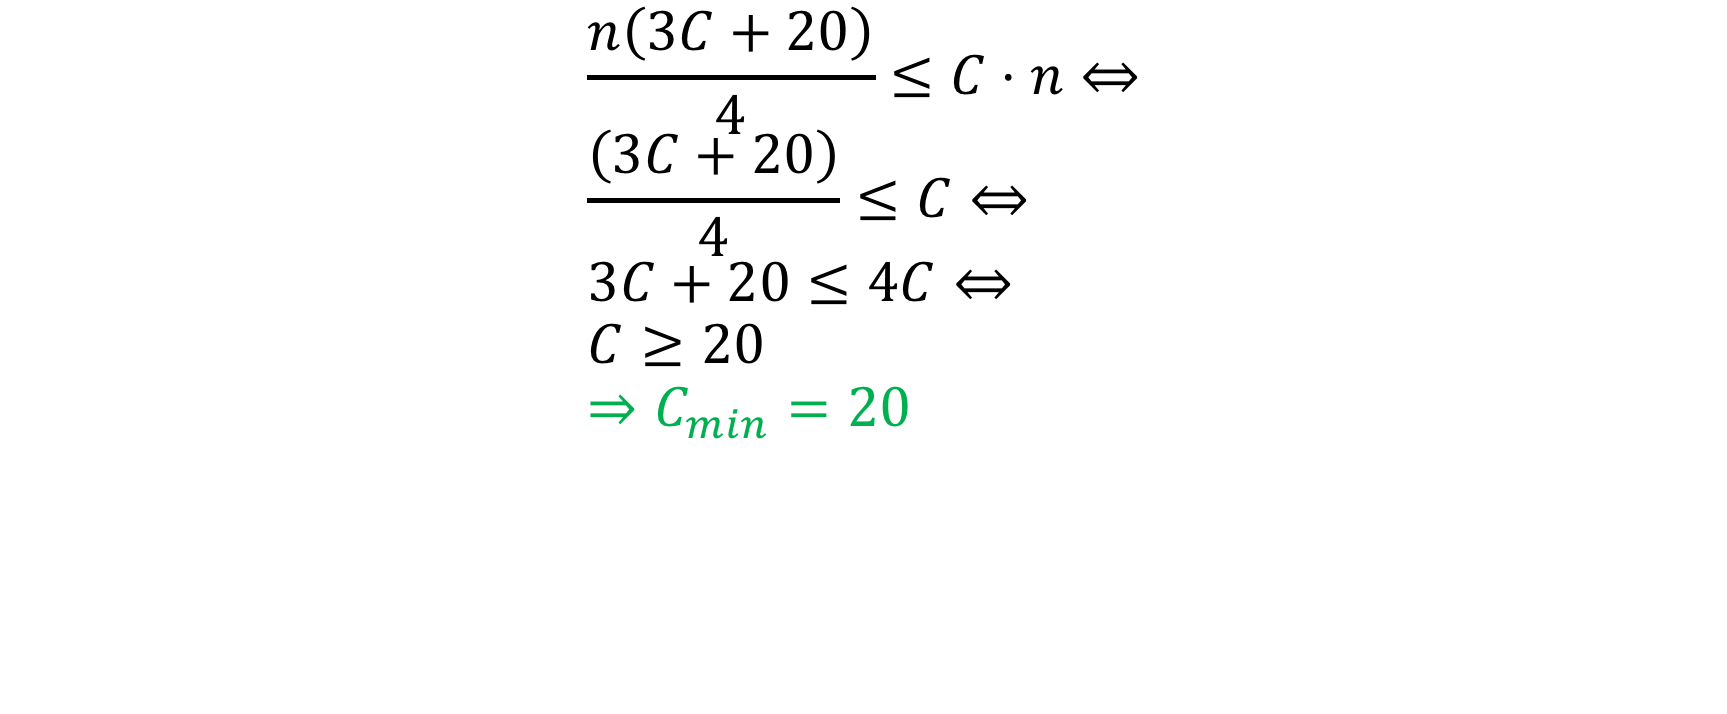 n(3C + 20)/4 ≤ C · n ⇔
(3C + 20)/4 ≤ C ⇔
3C + 20 ≤ 4C ⇔
C ≥ 20
⇒ C_min = 20